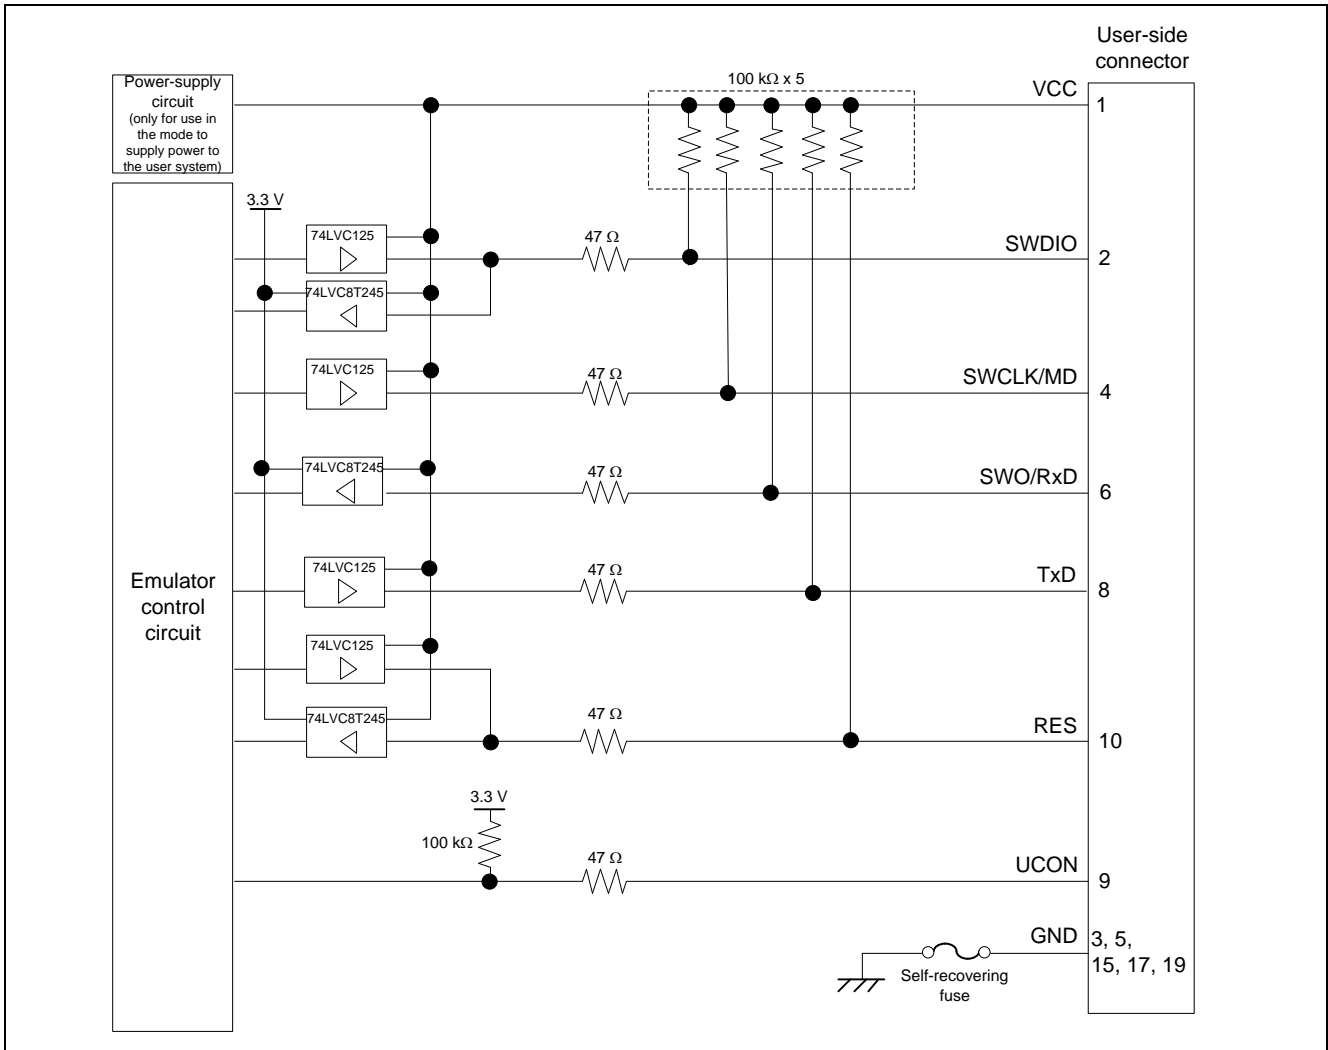 User-side
connector
Power-supply
circuit
(only for use in
the mode to
supply power to
the user system)
100 kΩ x 5
VCC
1
3.3 V
74LVC125
47 Ω
SWDIO
2
74LVC8T245
74LVC125
47 Ω
SWCLK/MD
4
74LVC8T245
47 Ω
SWO/RxD
6
Emulator
control
circuit
74LVC125
47 Ω
TxD
8
74LVC125
74LVC8T245
47 Ω
RES
10
3.3 V
100 kΩ
47 Ω
UCON
9
GND
3, 5,
15, 17, 19
Self-recovering
fuse